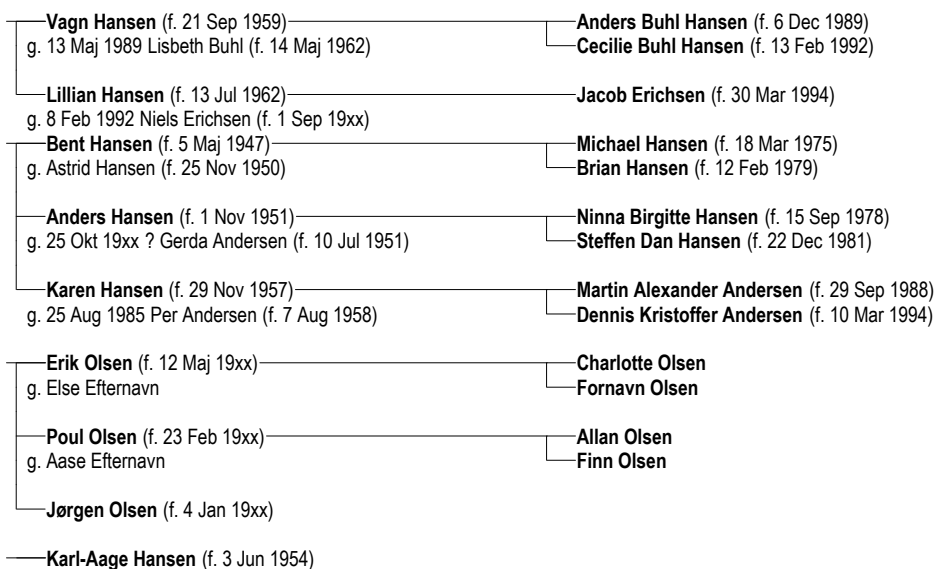 Vagn Hansen (f. 21 Sep 1959) Anders Buhl Hansen (f. 6 Dec 1989)
g. 13 Maj 1989 Lisbeth Buhl (f. 14 Maj 1962) Cecilie Buhl Hansen (f. 13 Feb 1992)
Lillian Hansen (f. 13 Jul 1962) Jacob Erichsen (f. 30 Mar 1994)
g. 8 Feb 1992 Niels Erichsen (f. 1 Sep 19xx)
Bent Hansen (f. 5 Maj 1947) Michael Hansen (f. 18 Mar 1975)
g. Astrid Hansen (f. 25 Nov 1950) Brian Hansen (f. 12 Feb 1979)
Anders Hansen (f. 1 Nov 1951) Ninna Birgitte Hansen (f. 15 Sep 1978)
g. 25 Okt 19xx ? Gerda Andersen (f. 10 Jul 1951) Steffen Dan Hansen (f. 22 Dec 1981)
Karen Hansen (f. 29 Nov 1957) Martin Alexander Andersen (f. 29 Sep 1988)
g. 25 Aug 1985 Per Andersen (f. 7 Aug 1958) Dennis Kristoffer Andersen (f. 10 Mar 1994)
Erik Olsen (f. 12 Maj 19xx) Charlotte Olsen
g. Else Efternavn Fornavn Olsen
Poul Olsen (f. 23 Feb 19xx) Allan Olsen
g. Aase Efternavn Finn Olsen
Jørgen Olsen (f. 4 Jan 19xx)
Karl-Aage Hansen (f. 3 Jun 1954)